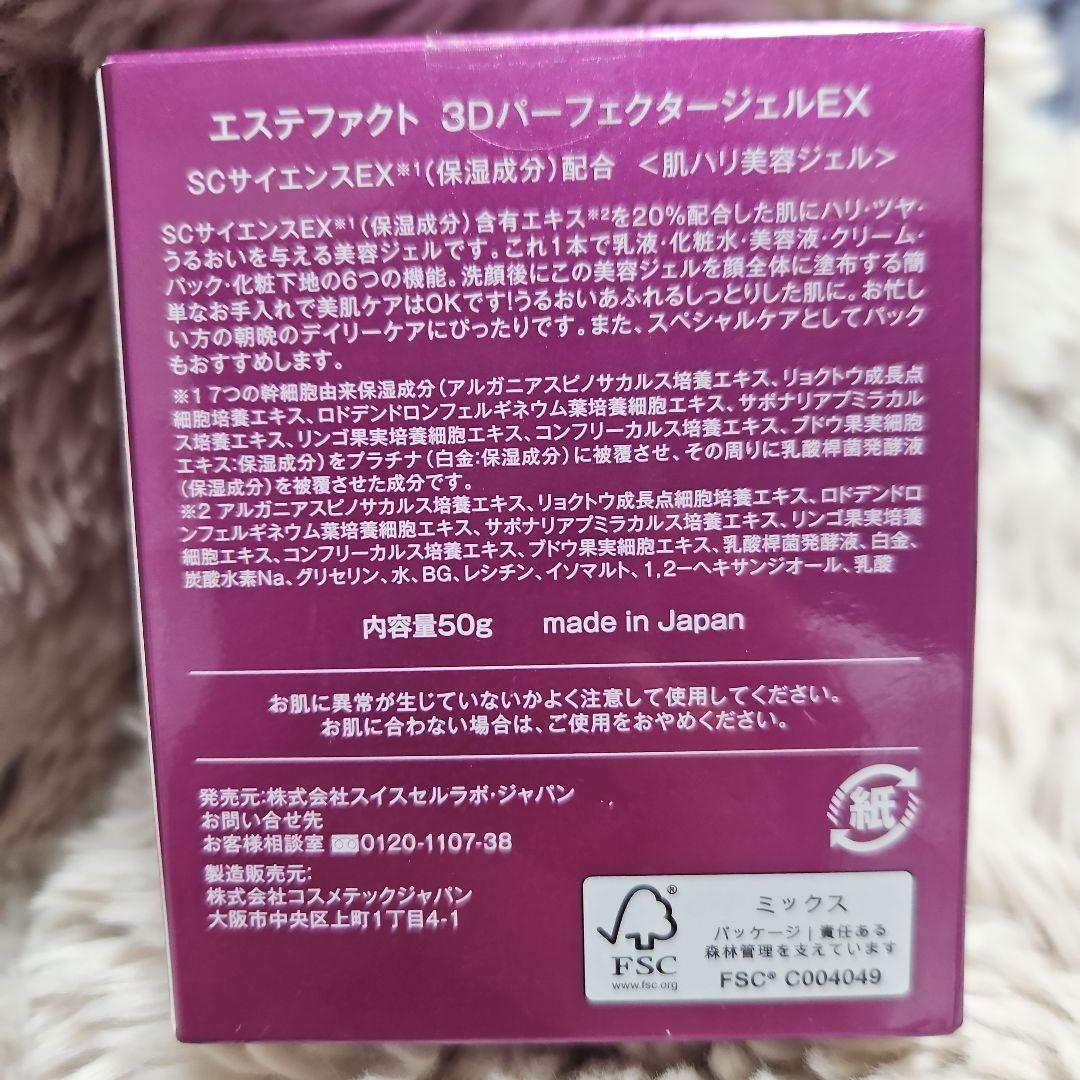 エステファクト 3DパーフェクタージェルEX
SCサイエンスEX※1(保湿成分)配合 <肌ハリ美容ジェル>
SCサイエンスEX※1(保湿成分)含有エキス※2を20%配合した肌にハリ・ツヤ・
うるおいを与える美容ジェルです。これ1本で乳液・化粧水・美容液・クリーム・
パック・化粧下地の6つの機能。洗顔後にこの美容ジェルを顔全体に塗布する簡
単なお手入れで美肌ケアはOKです!うるおいあふれるしっとりした肌に。お忙し
い方の朝晩のデイリーケアにぴったりです。また、スペシャルケアとしてパック
もおすすめします。
※1 7つの幹細胞由来保湿成分(アルガニアスピノサカルス培養エキス、リョクトウ成長点
細胞培養エキス、ロドデンドロンフェルギネウム葉培養細胞エキス、サポナリアプミラカル
ス培養エキス、リンゴ果実培養細胞エキス、コンフリーカルス培養エキス、ブドウ果実細胞
エキス:保湿成分)をプラチナ(白金:保湿成分)に被覆させ、その周りに乳酸桿菌発酵液
(保湿成分)を被覆させた成分です。
※2 アルガニアスピノサカルス培養エキス、リョクトウ成長点細胞培養エキス、ロドデンドロ
ンフェルギネウム葉培養細胞エキス、サポナリアプミラカルス培養エキス、リンゴ果実培養
細胞エキス、コンフリーカルス培養エキス、ブドウ果実細胞エキス、乳酸桿菌発酵液、白金、
炭酸水素Na、グリセリン、水、BG、レシチン、イソマルト、1,2-ヘキサンジオール、乳酸
内容量50g made in Japan
お肌に異常が生じていないかよく注意して使用してください。
お肌に合わない場合は、ご使用をおやめください。
発売元:株式会社スイスセルラボ・ジャパン
お問い合せ先
お客様相談室 0120-1107-38
製造販売元:
株式会社コスメテックジャパン
大阪市中央区上町1丁目4-1
紙
FSC®
www.fsc.org
ミックス
パッケージ|責任ある
森林管理を支えています
FSC® C004049